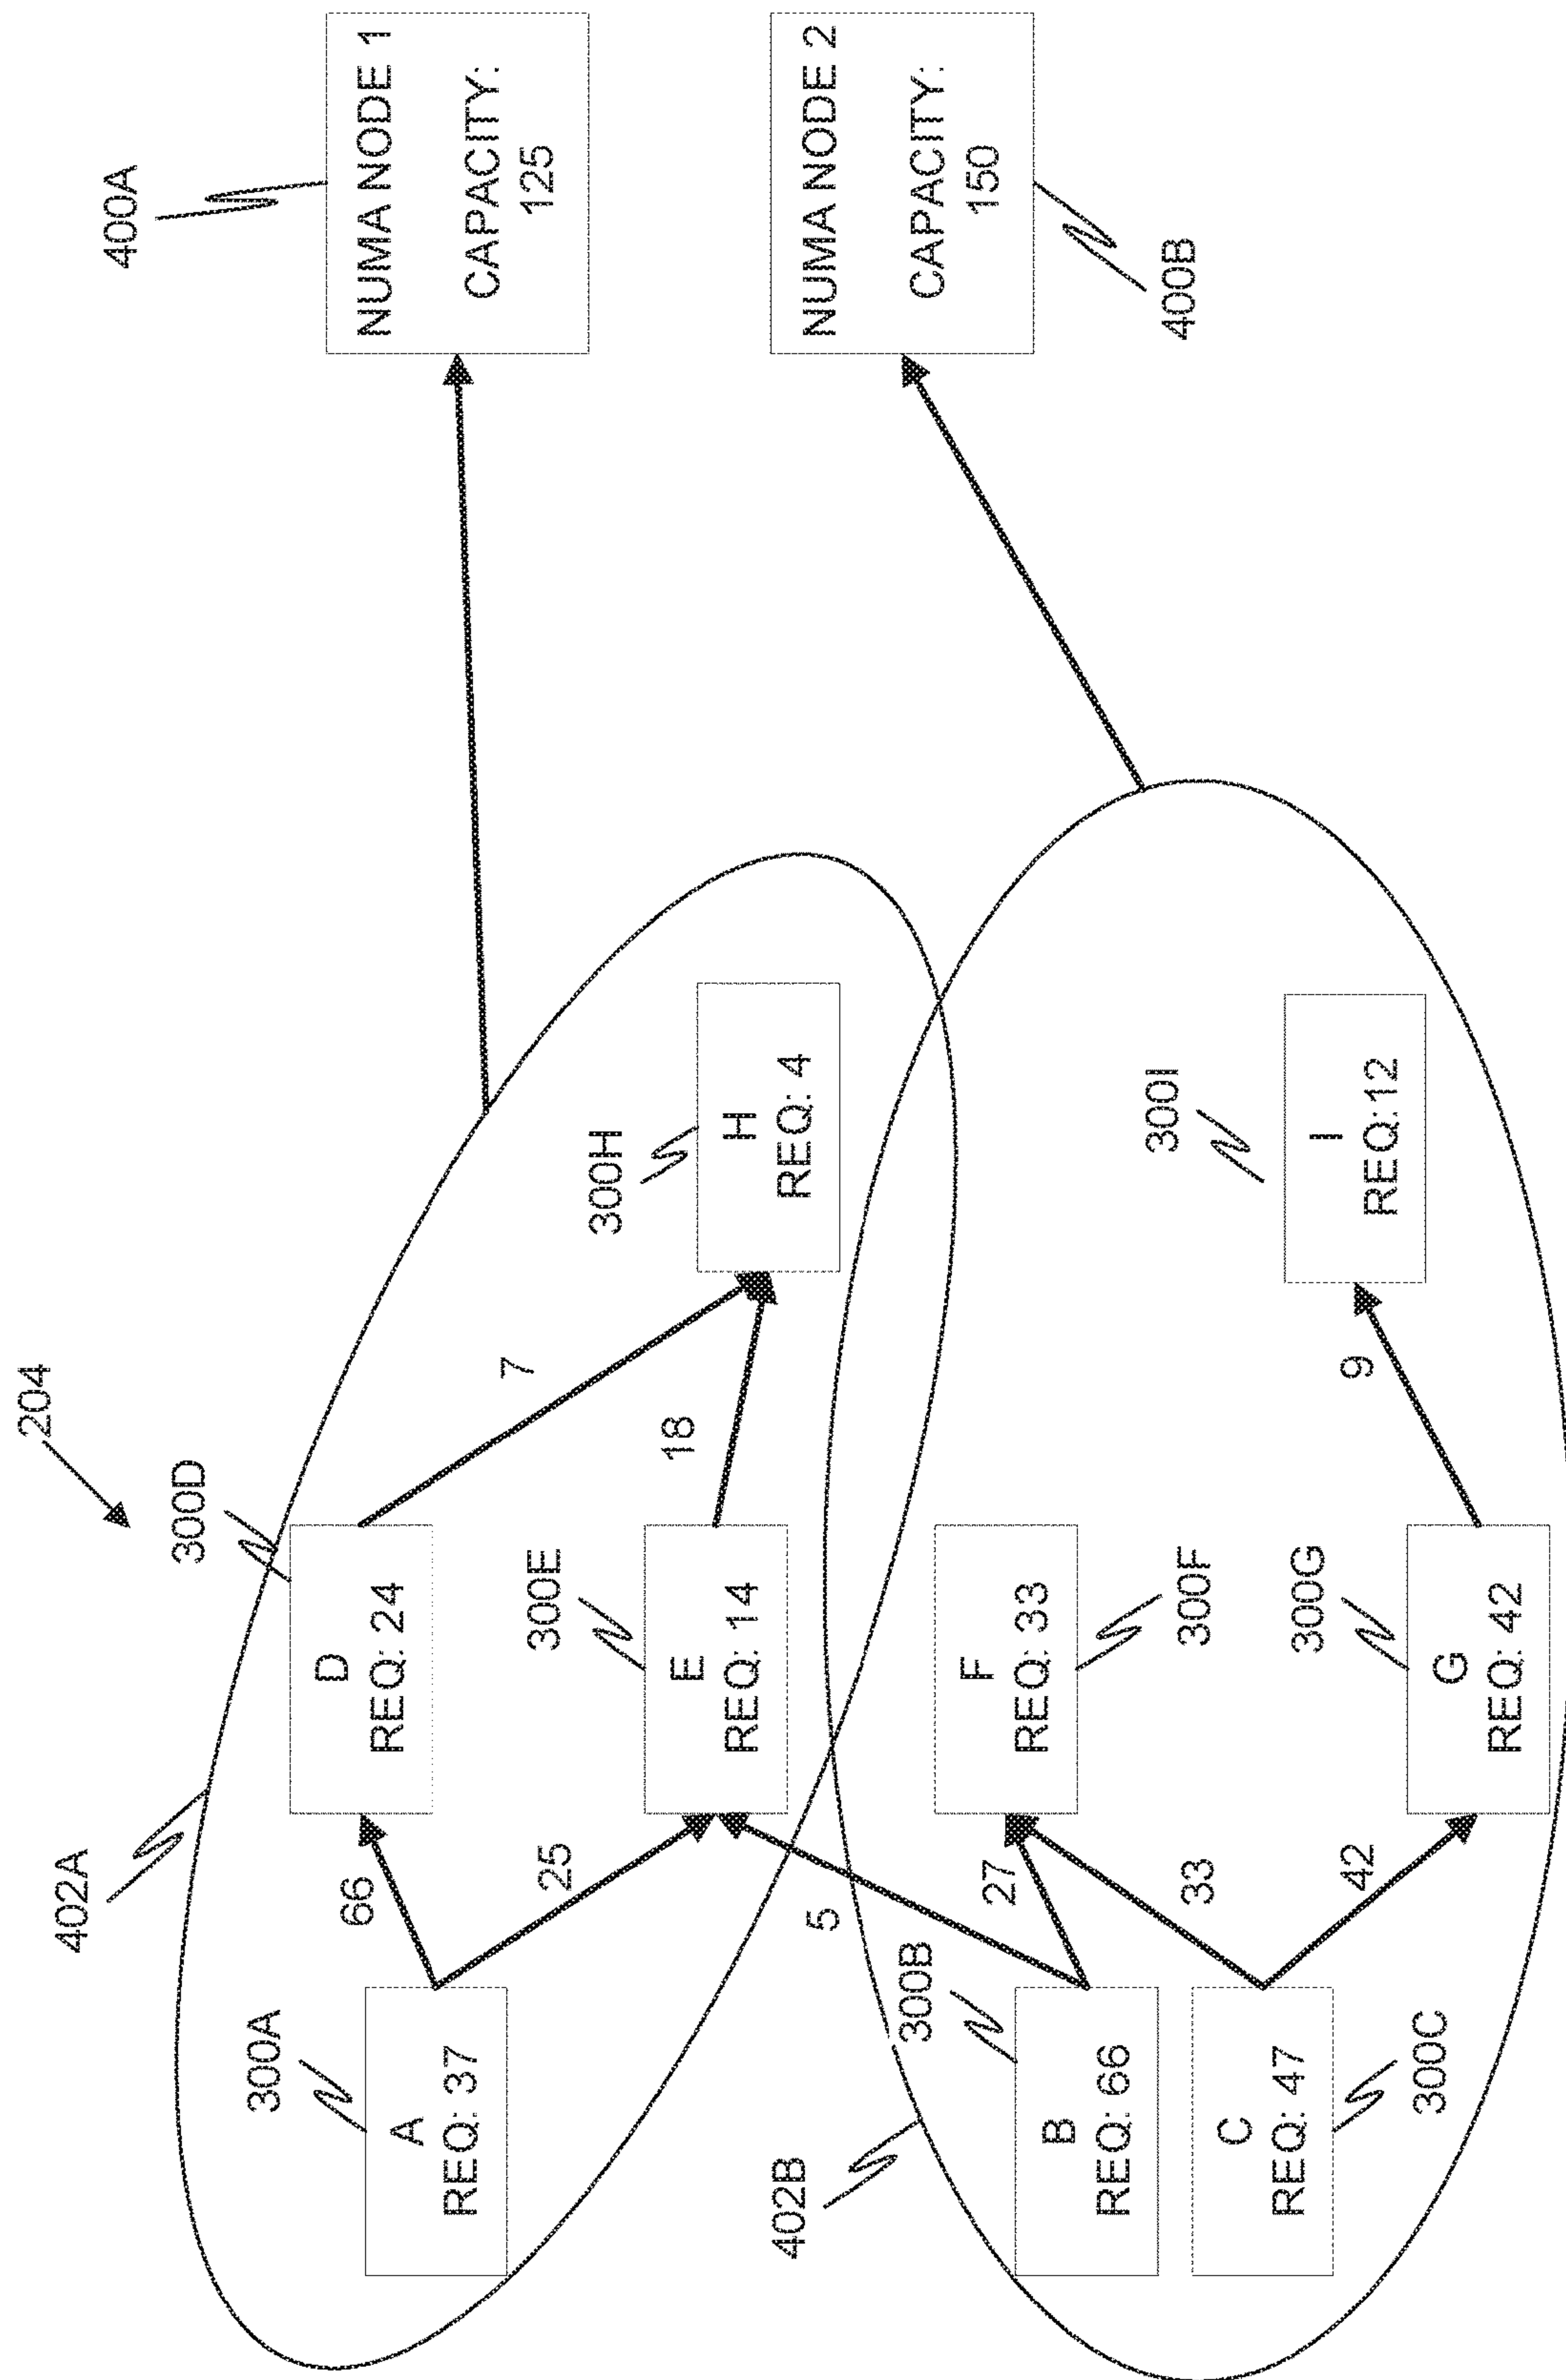 204
402A
300A
A
REQ: 37
66
25
300D
D
REQ: 24
300E
E
REQ: 14
7
18
300H
H
REQ: 4
400A
NUMA NODE 1
CAPACITY:
125
402B
300B
B
REQ: 66
C
REQ: 47
300C
5
27
33
42
F
REQ: 33
300F
300G
G
REQ: 42
9
300I
I
REQ:12
NUMA NODE 2
CAPACITY:
150
400B